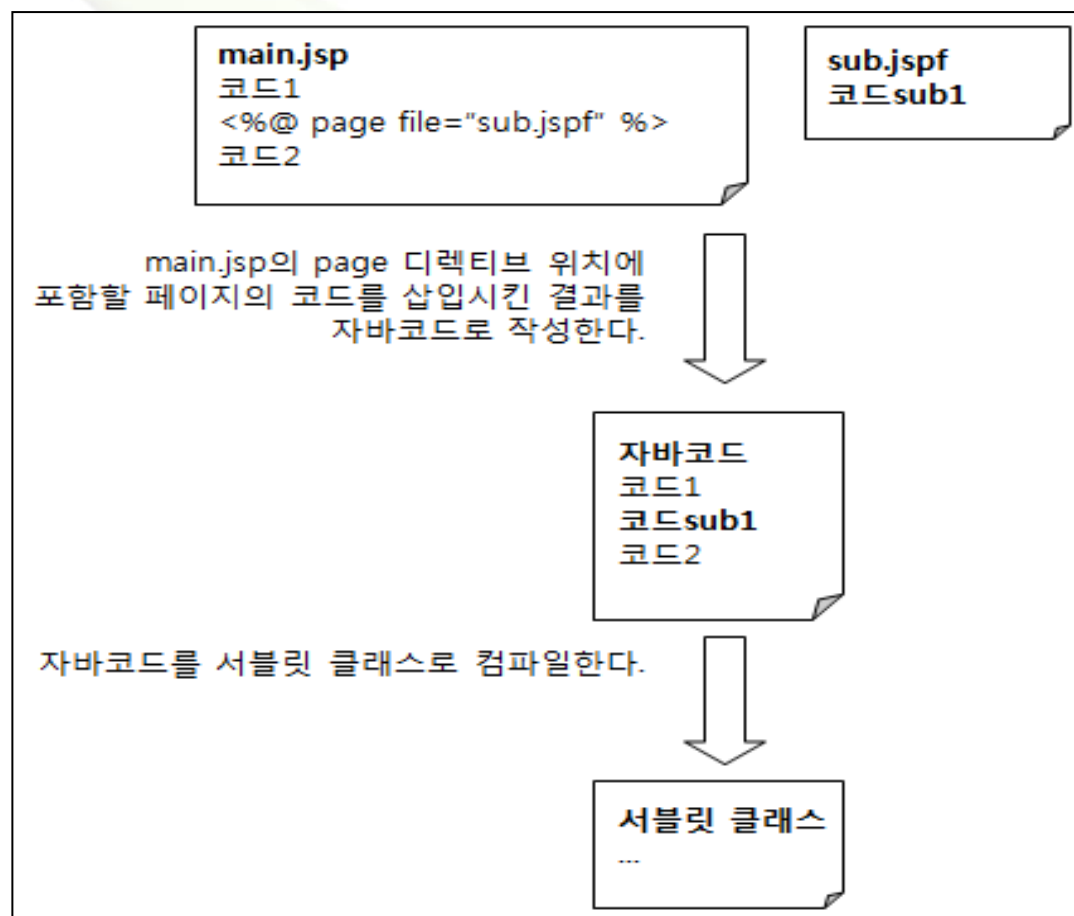 main.jsp
코드1
<%@ page file="sub.jspf" %>
코드2
sub.jspf
코드sub1
main.jsp의 page 디렉티브 위치에
포함할 페이지의 코드를 삽입시킨 결과를
자바코드로 작성한다.
자바코드
코드1
코드sub1
코드2
자바코드를 서블릿 클래스로 컴파일한다.
서블릿 클래스
...